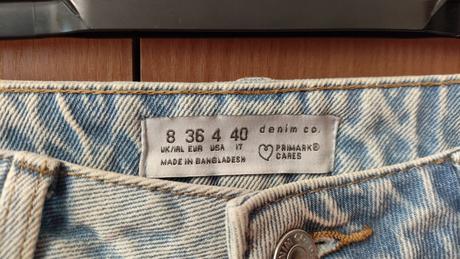 8 36 4 40 denim co.
UK/IRL EUR USA IT
MADE IN BANGLADESH
PRIMARK®
CARES